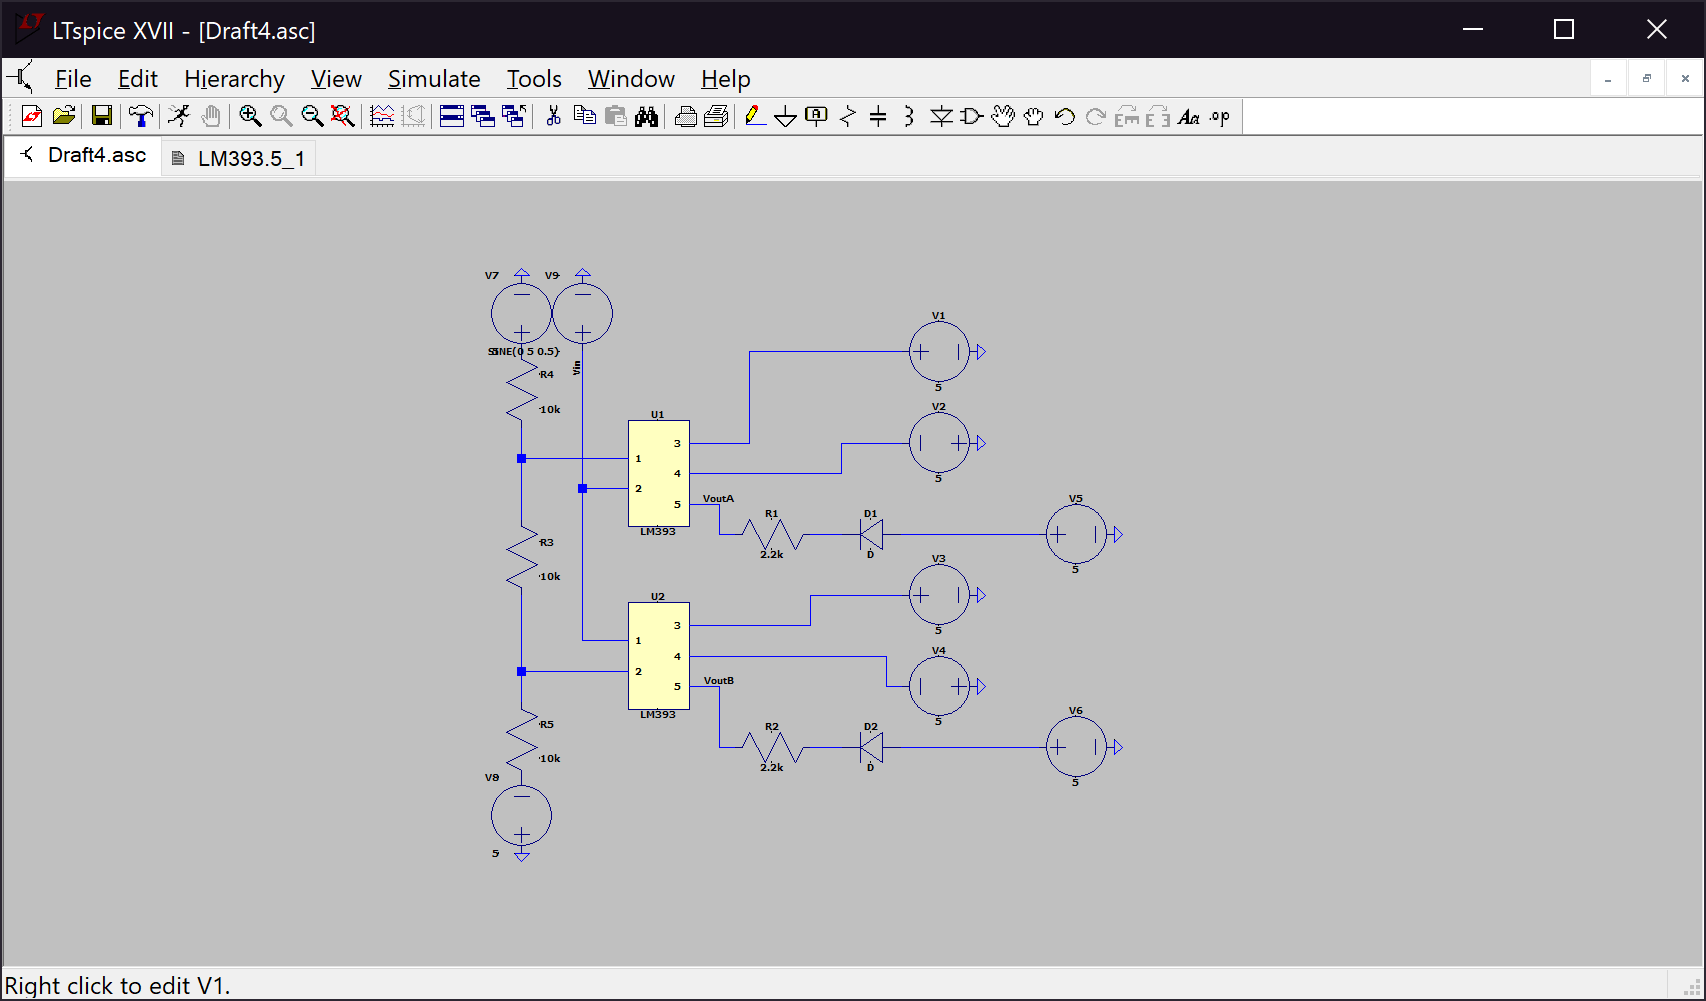 LTspice XVII - [Draft4.asc]
File Edit Hierarchy View Simulate Tools Window Help
Draft4.asc LM393.5_1
V7 V9
SINE(0 5 0.5)
5
R4
10k
Vin
V1
5
V2
5
U1
3
1
4
2
5
LM393
VoutA
R1
2.2k
D1
D
V5
5
R3
10k
V3
5
U2
3
1
4
2
5
LM393
VoutB
V4
5
R2
2.2k
D2
D
V6
5
R5
10k
V8
5
Right click to edit V1.